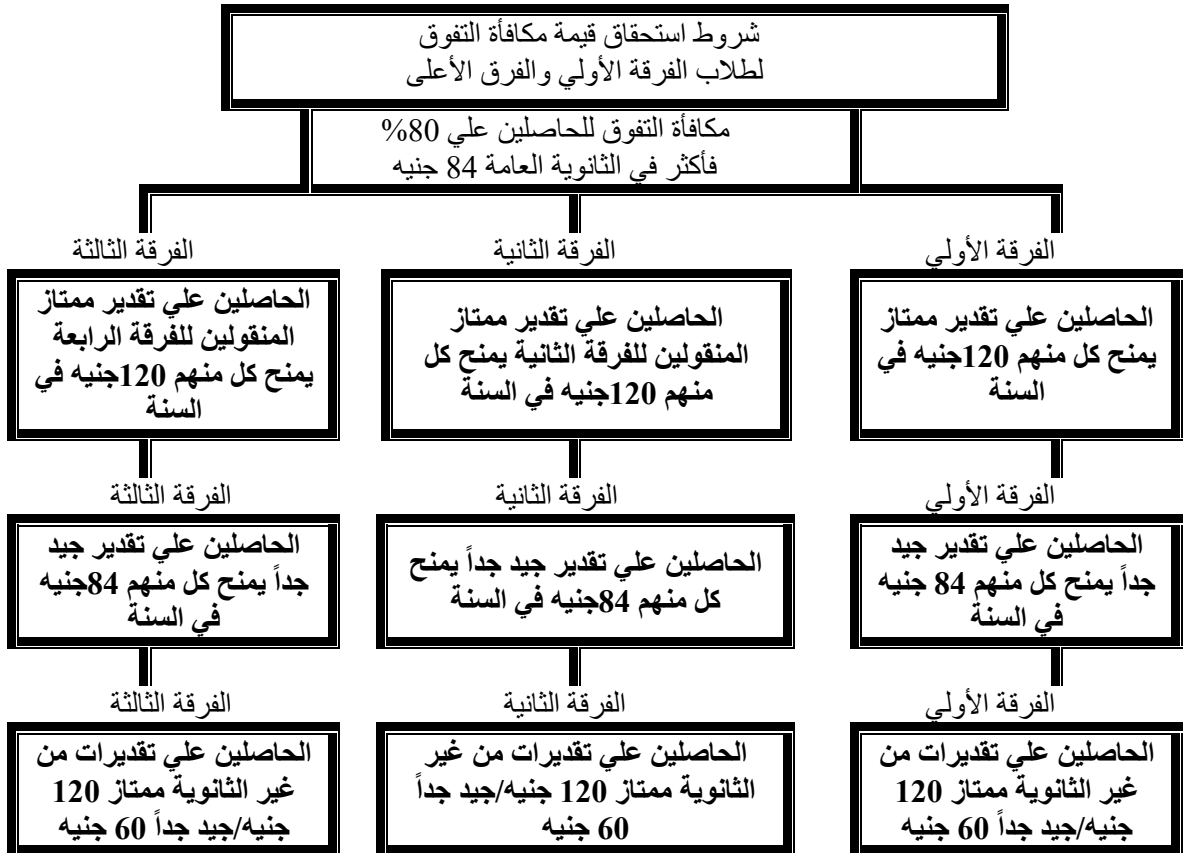 شروط استحقاق قيمة مكافأة التفوق
لطلاب الفرقة الأولي والفرق الأعلى
مكافأة التفوق للحاصلين علي 80%
فأكثر في الثانوية العامة 84 جنيه
الفرقة الأولي
الحاصلين علي تقدير ممتاز
يمنح كل منهم 120جنيه في
السنة
الفرقة الثانية
الحاصلين علي تقدير ممتاز
المنقولين للفرقة الثانية يمنح كل
منهم 120جنيه في السنة
الفرقة الثالثة
الحاصلين علي تقدير ممتاز
المنقولين للفرقة الرابعة
يمنح كل منهم 120جنيه في
السنة
الفرقة الأولي
الحاصلين علي تقدير جيد
جداً يمنح كل منهم 84 جنيه
في السنة
الفرقة الثانية
الحاصلين علي تقدير جيد جداً يمنح
كل منهم 84جنيه في السنة
الفرقة الثالثة
الحاصلين علي تقدير جيد
جداً يمنح كل منهم 84جنيه
في السنة
الفرقة الأولي
الحاصلين علي تقديرات من
غير الثانوية ممتاز 120
جنيه/جيد جداً 60 جنيه
الفرقة الثانية
الحاصلين علي تقديرات من غير
الثانوية ممتاز 120 جنيه/جيد جداً
60 جنيه
الفرقة الثالثة
الحاصلين علي تقديرات من
غير الثانوية ممتاز 120
جنيه/جيد جداً 60 جنيه